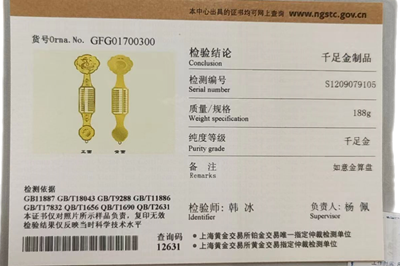 本中心出具的证书均可网上查询 www.ngstc.gov.cn
货号Orna.No. GFG01700300
检验结论 千足金制品
Conclusion
检测编号 S1209079105
Serial number
质量/规格 188g
Weight specification
纯度等级 千足金
Purity grade
备 注 如意金算盘
Remarks
正面 背面
检测依据
GB11887 GB/T18043 GB/T9288 GB/T11886
GB/T17832 QB/T1656 QB/T1690 QB/T2631
本证书仅对照片所示样品负责,复印无效
检验结果仅反映当时科学技术水平
查询码
12631
检验师: 韩 冰 负责人: 杨 佩
Identifier Supervisor
上海黄金交易所铂金交易唯一指定仲裁检测单位
上海黄金交易所黄金交易指定仲裁检测单位